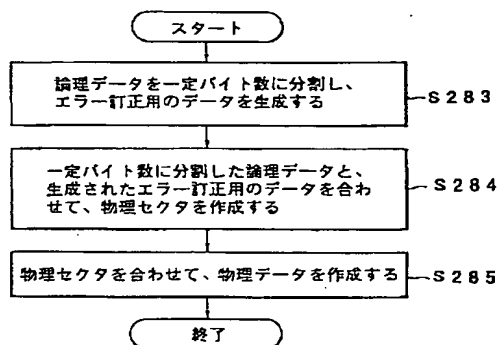 スタート
論理データを一定バイト数に分割し、
エラー訂正用のデータを生成する
S283
一定バイト数に分割した論理データと、
生成されたエラー訂正用のデータを合わ
せて、物理セクタを作成する
S284
物理セクタを合わせて、物理データを作成する
S285
終了